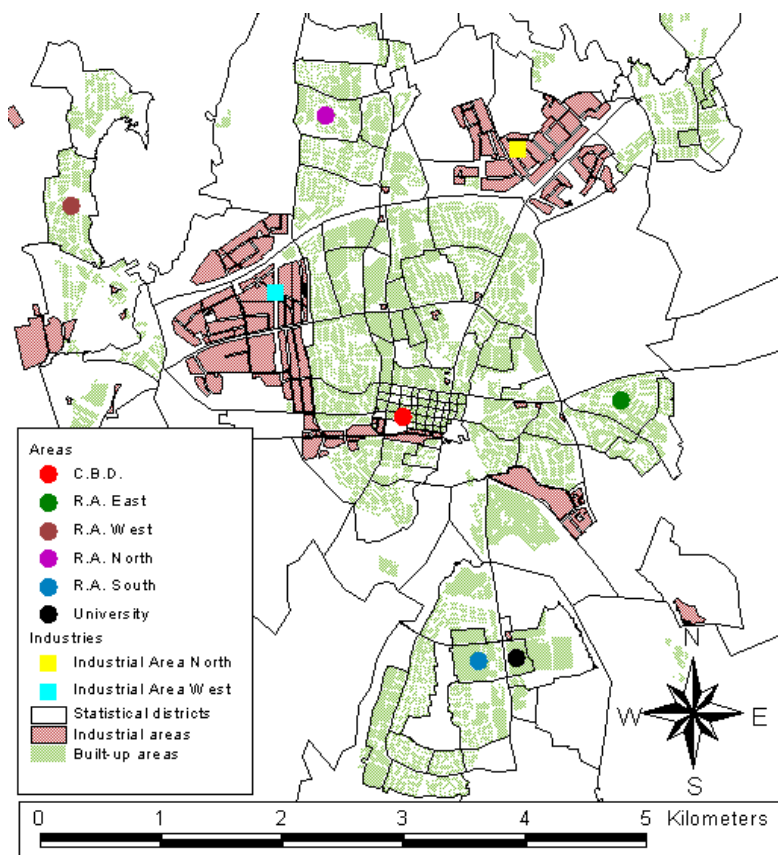 Areas
C.B.D.
R.A. East
R.A. West
R.A. North
R.A. South
University
Industries
Industrial Area North
Industrial Area West
Statistical districts
Industrial areas
Built-up areas
N
W E
S
0 1 2 3 4 5 Kilometers